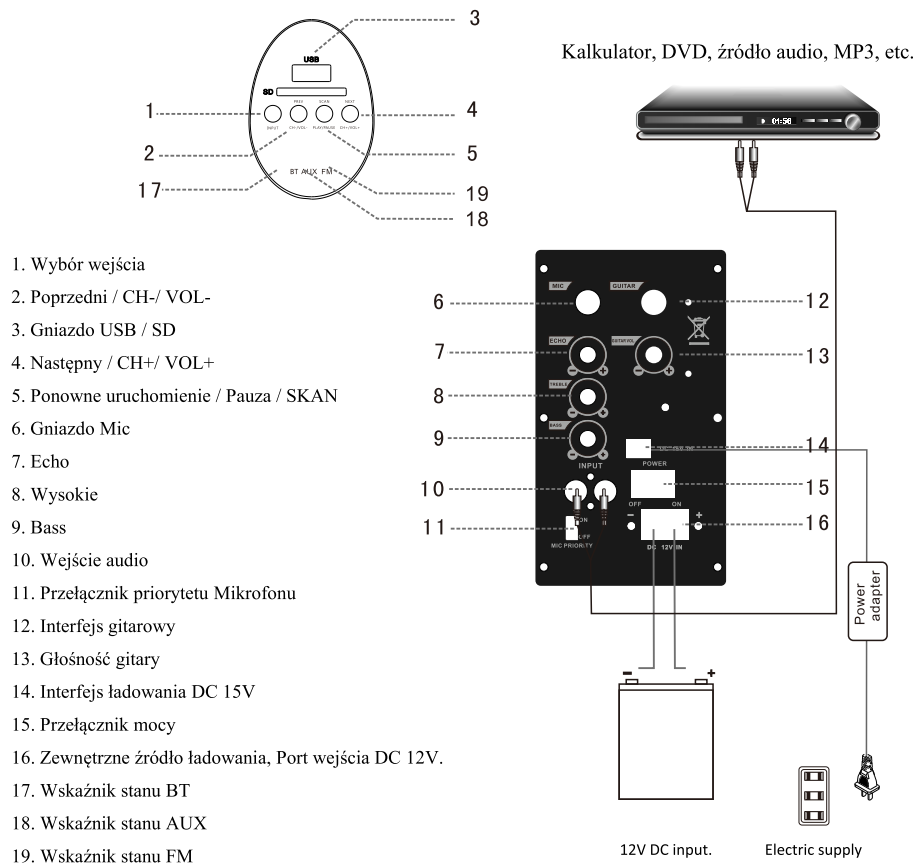 3
USB
SD
PREV SCAN NEXT
INPUT CH-/VOL- PLAY/PAUSE CH+/VOL+
1
4
2
5
BT AUX FM
17
19
18
Kalkulator, DVD, źródło audio, MP3, etc.
01:56
1. Wybór wejścia
2. Poprzedni / CH-/ VOL-
3. Gniazdo USB / SD
4. Następny / CH+/ VOL+
5. Ponowne uruchomienie / Pauza / SKAN
6. Gniazdo Mic
7. Echo
8. Wysokie
9. Bass
10. Wejście audio
11. Przełącznik priorytetu Mikrofonu
12. Interfejs gitarowy
13. Głośność gitary
14. Interfejs ładowania DC 15V
15. Przełącznik mocy
16. Zewnętrzne źródło ładowania, Port wejścia DC 12V.
17. Wskaźnik stanu BT
18. Wskaźnik stanu AUX
19. Wskaźnik stanu FM
MIC GUITAR
6
12
ECHO GUITAR VOL
7
13
− + − +
TREBLE
8
− +
BASS
9
− +
INPUT
14
POWER
10
15
OFF ON
ON
11
− +
16
MIC PRIORITY
DC 12V IN
Power
adapter
− +
12V DC input.
Electric supply